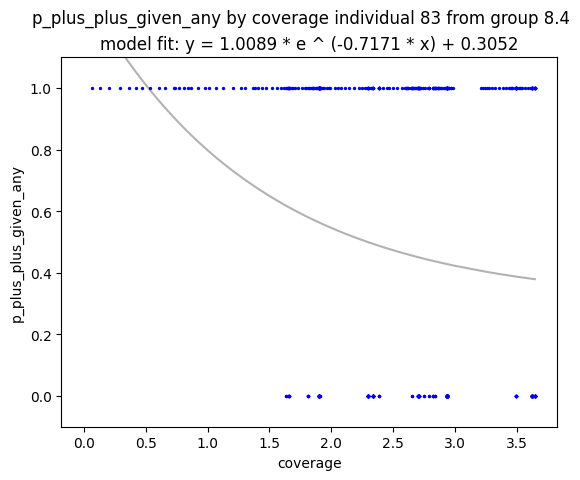 p_plus_plus_given_any by coverage individual 83 from group 8.4
model fit: y = 1.0089 * e ^ (-0.7171 * x) + 0.3052
p_plus_plus_given_any
1.0
0.8
0.6
0.4
0.2
0.0
0.0 0.5 1.0 1.5 2.0 2.5 3.0 3.5
coverage